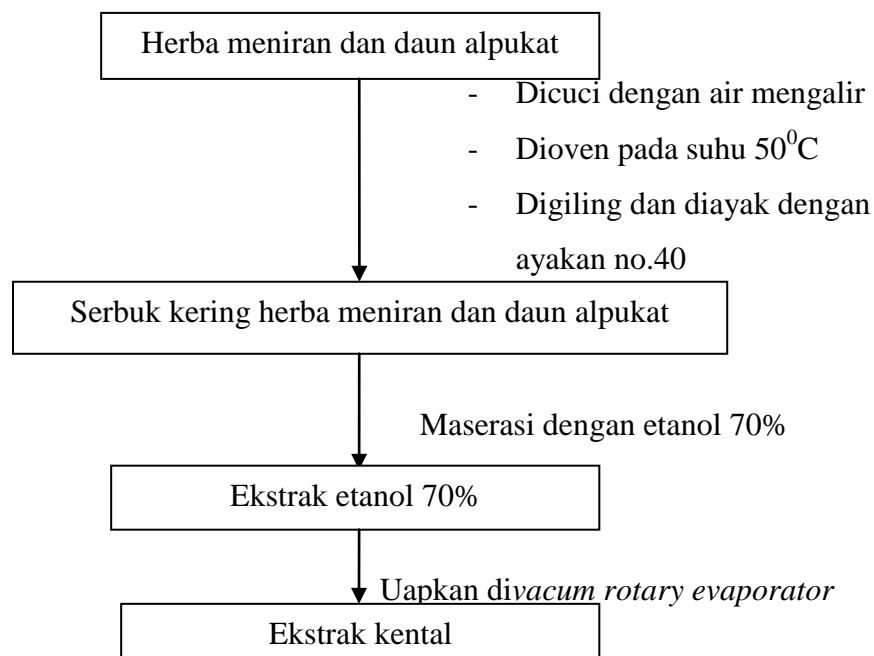 Herba meniran dan daun alpukat
- Dicuci dengan air mengalir
- Dioven pada suhu 50⁰C
- Digiling dan diayak dengan
ayakan no.40
Serbuk kering herba meniran dan daun alpukat
Maserasi dengan etanol 70%
Ekstrak etanol 70%
Uapkan divacum rotary evaporator
Ekstrak kental